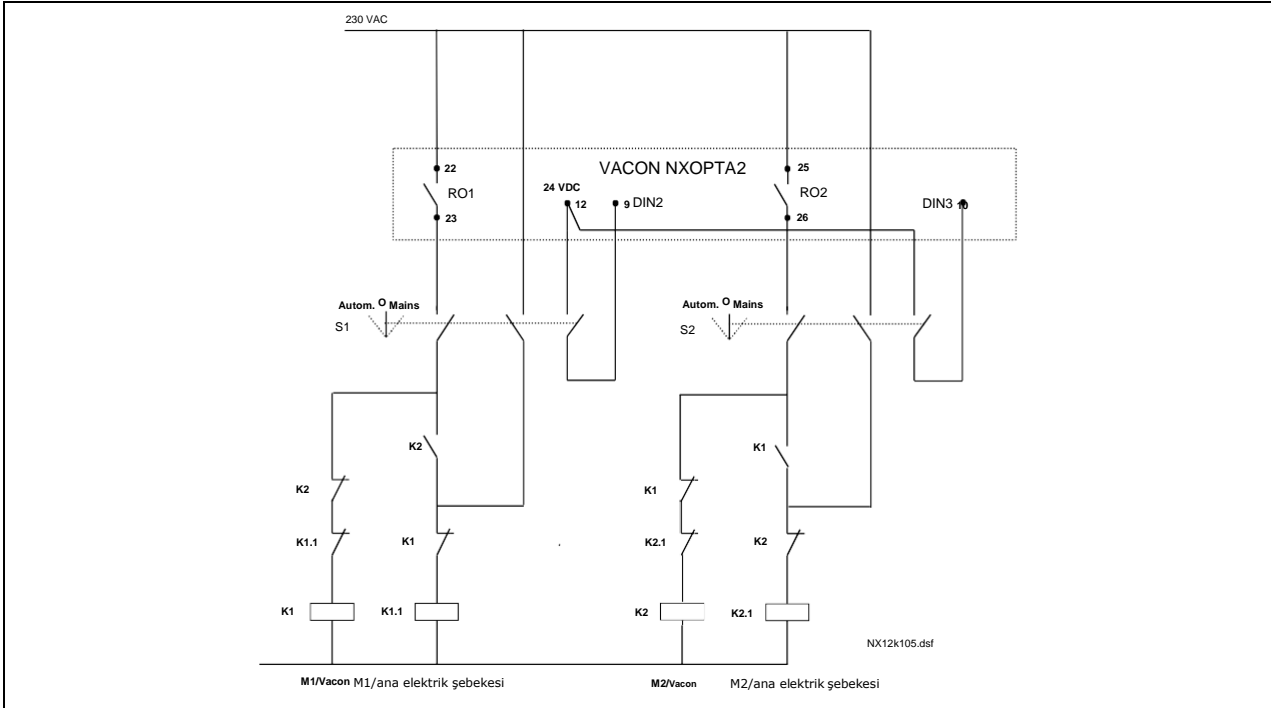 230 VAC
VACON NXOPTA2
22
25
RO1
24 VDC
12
9 DIN2
RO2
DIN3 10
23
26
Autom. O Mains
S1
Autom. O Mains
S2
K2
K1
K2
K1
K1.1
K1
K2.1
K2
K1
K1.1
K2
K2.1
NX12k105.dsf
M1/Vacon M1/ana elektrik şebekesi
M2/Vacon M2/ana elektrik şebekesi